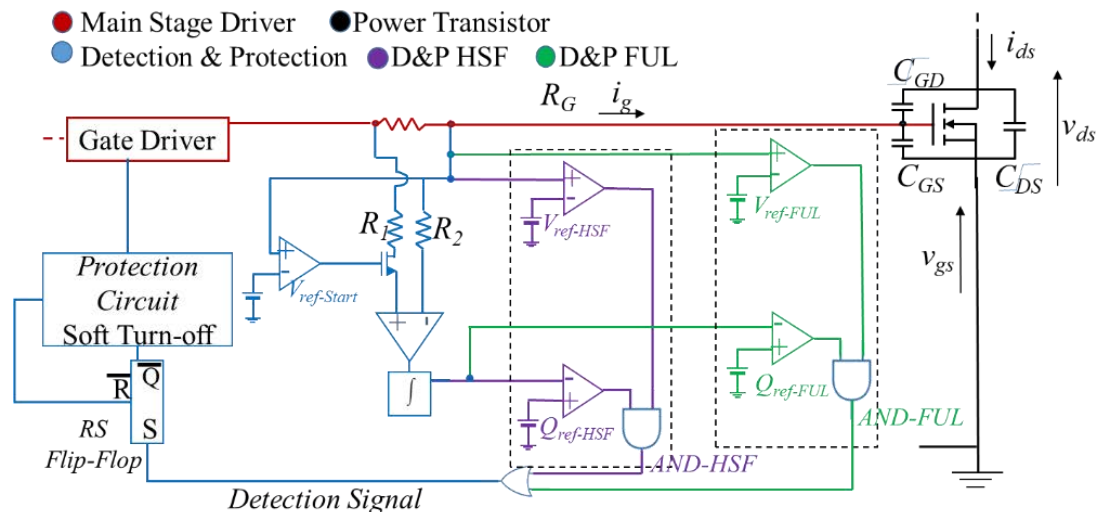 Main Stage Driver Power Transistor
Detection & Protection D&P HSF D&P FUL
Gate Driver
R_G
i_g
C_GD
i_ds
v_ds
C_GS
C_DS
v_gs
R_1
R_2
V_ref-HSF
V_ref-FUL
V_ref-Start
Protection
Circuit
Soft Turn-off
+ -
∫
Q_ref-HSF
Q_ref-FUL
R̅
Q̅
S
RS
Flip-Flop
AND-FUL
AND-HSF
Detection Signal